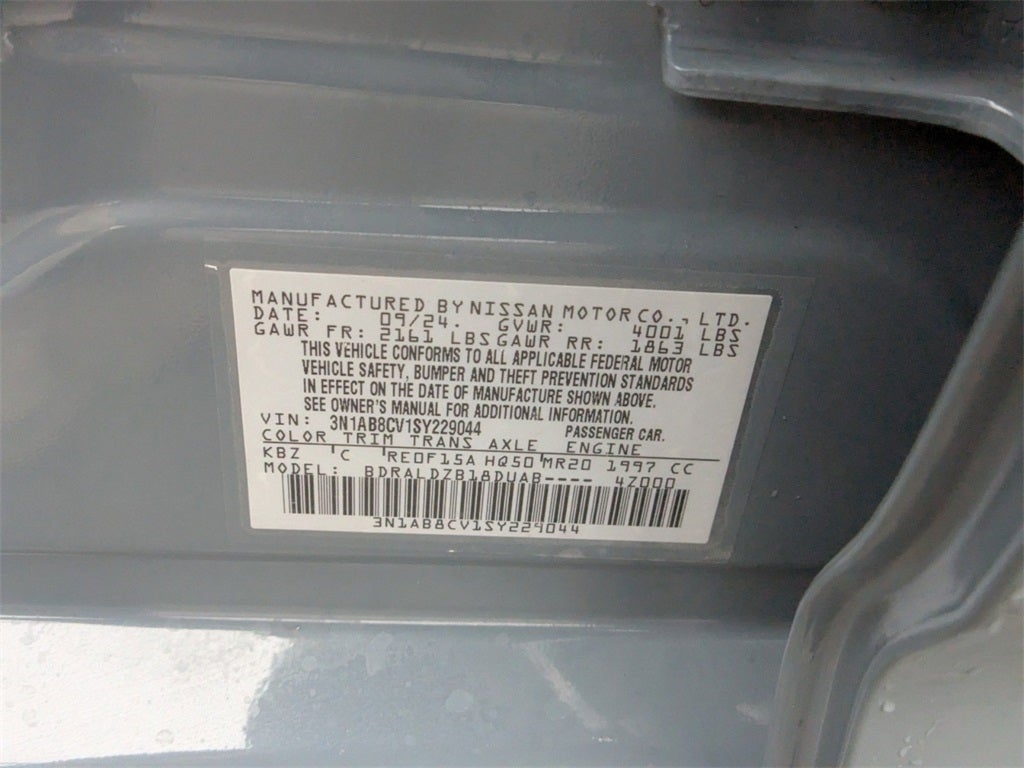 MANUFACTURED BY NISSAN MOTOR CO., LTD.
DATE: 09/24. GVWR: 4001 LBS
GAWR FR: 2161 LBS GAWR RR: 1863 LBS
THIS VEHICLE CONFORMS TO ALL APPLICABLE FEDERAL MOTOR
VEHICLE SAFETY, BUMPER AND THEFT PREVENTION STANDARDS
IN EFFECT ON THE DATE OF MANUFACTURE SHOWN ABOVE.
SEE OWNER'S MANUAL FOR ADDITIONAL INFORMATION.
VIN: 3N1AB8CV1SY229044 PASSENGER CAR.
COLOR TRIM TRANS AXLE ENGINE
KBZ C RE0F15A HQ50 MR20 1997 CC
MODEL: BDRALDZB18DUAB---- 4Z000
3N1AB8CV1SY229044